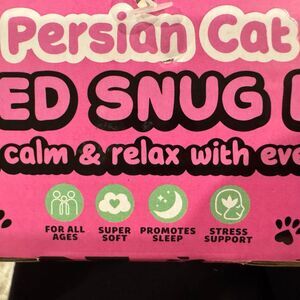 Persian Cat
ED SNUG
calm & relax with eve
FOR ALL AGES
SUPER SOFT
PROMOTES SLEEP
STRESS SUPPORT